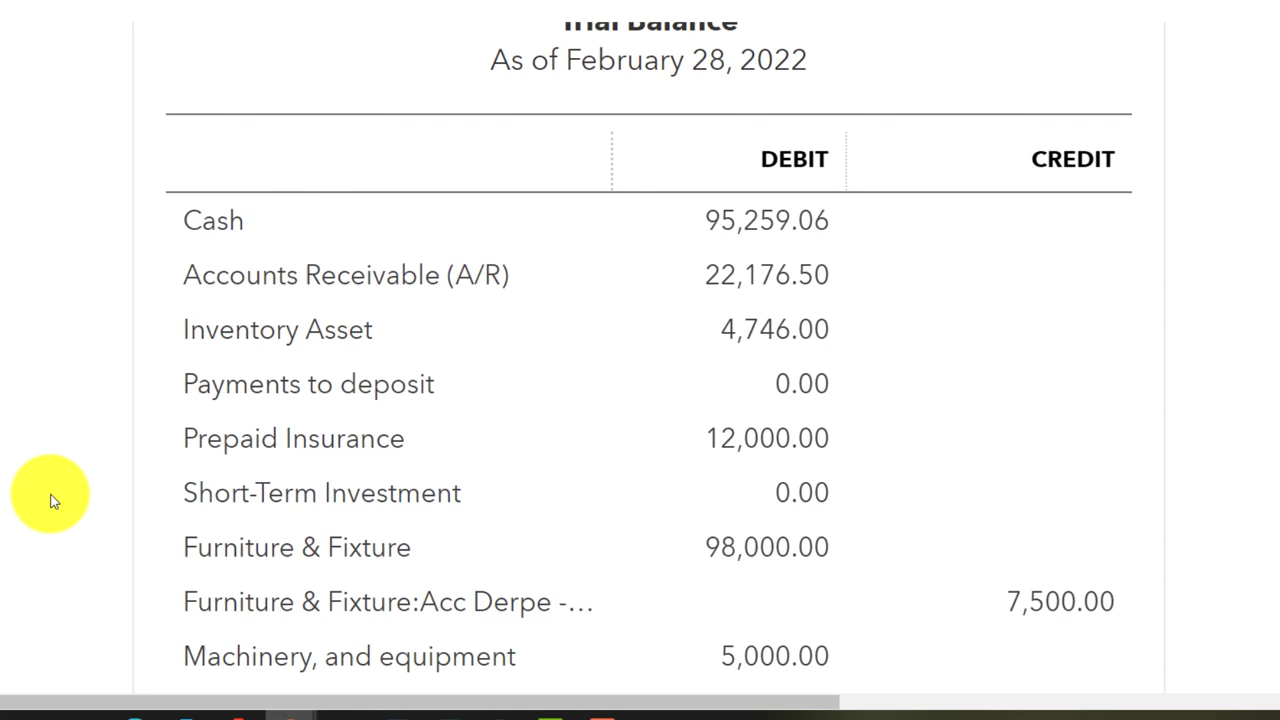 Trial Balance
As of February 28, 2022
DEBIT CREDIT
Cash 95,259.06
Accounts Receivable (A/R) 22,176.50
Inventory Asset 4,746.00
Payments to deposit 0.00
Prepaid Insurance 12,000.00
Short-Term Investment 0.00
Furniture & Fixture 98,000.00
Furniture & Fixture:Acc Derpe -... 7,500.00
Machinery, and equipment 5,000.00